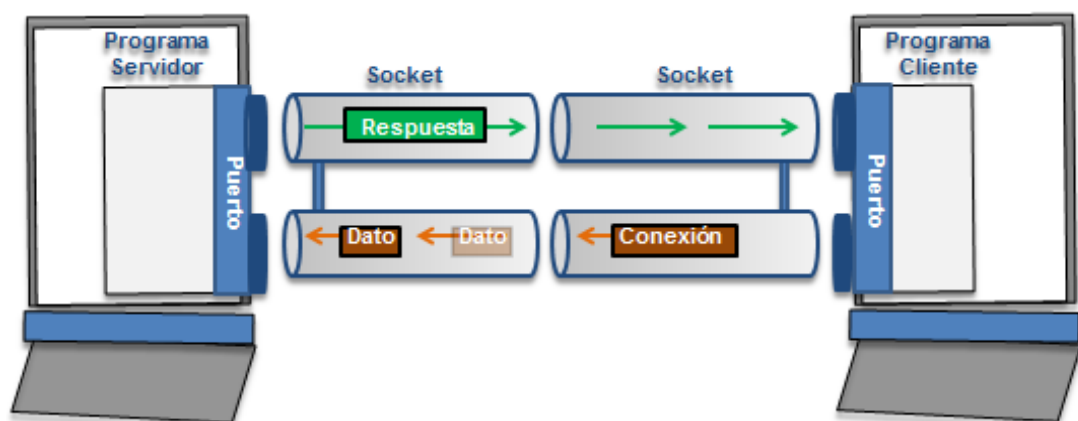 Programa
Servidor
Socket
Socket
Programa
Cliente
Respuesta
Puerto
Puerto
Dato
Dato
Conexión